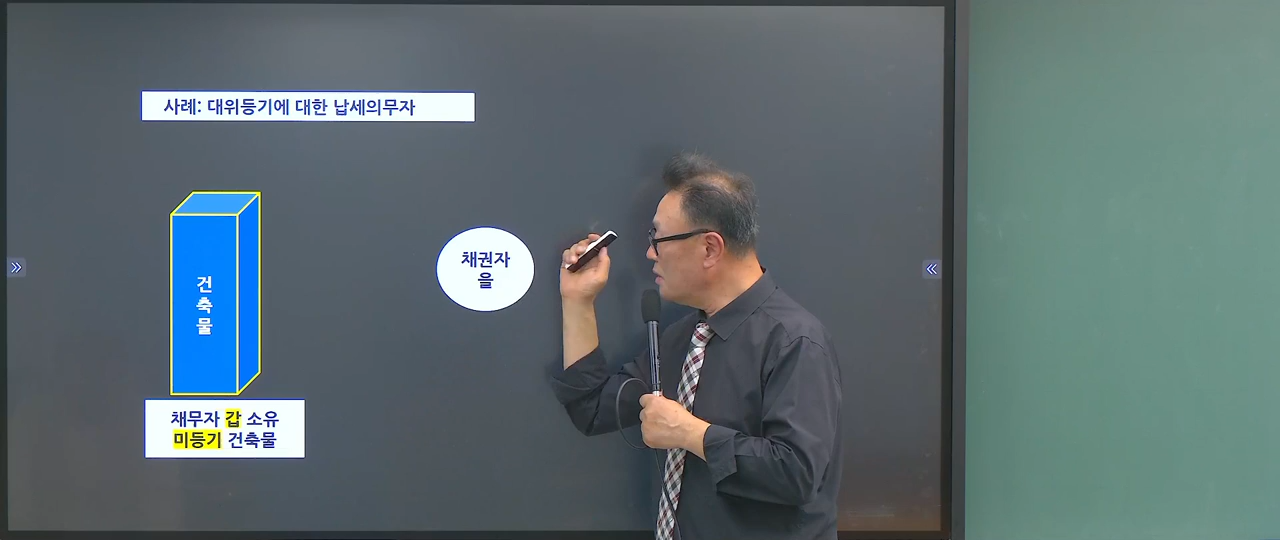 사례: 대위등기에 대한 납세의무자
건
축
물
채권자
을
채무자 갑 소유
미등기 건축물